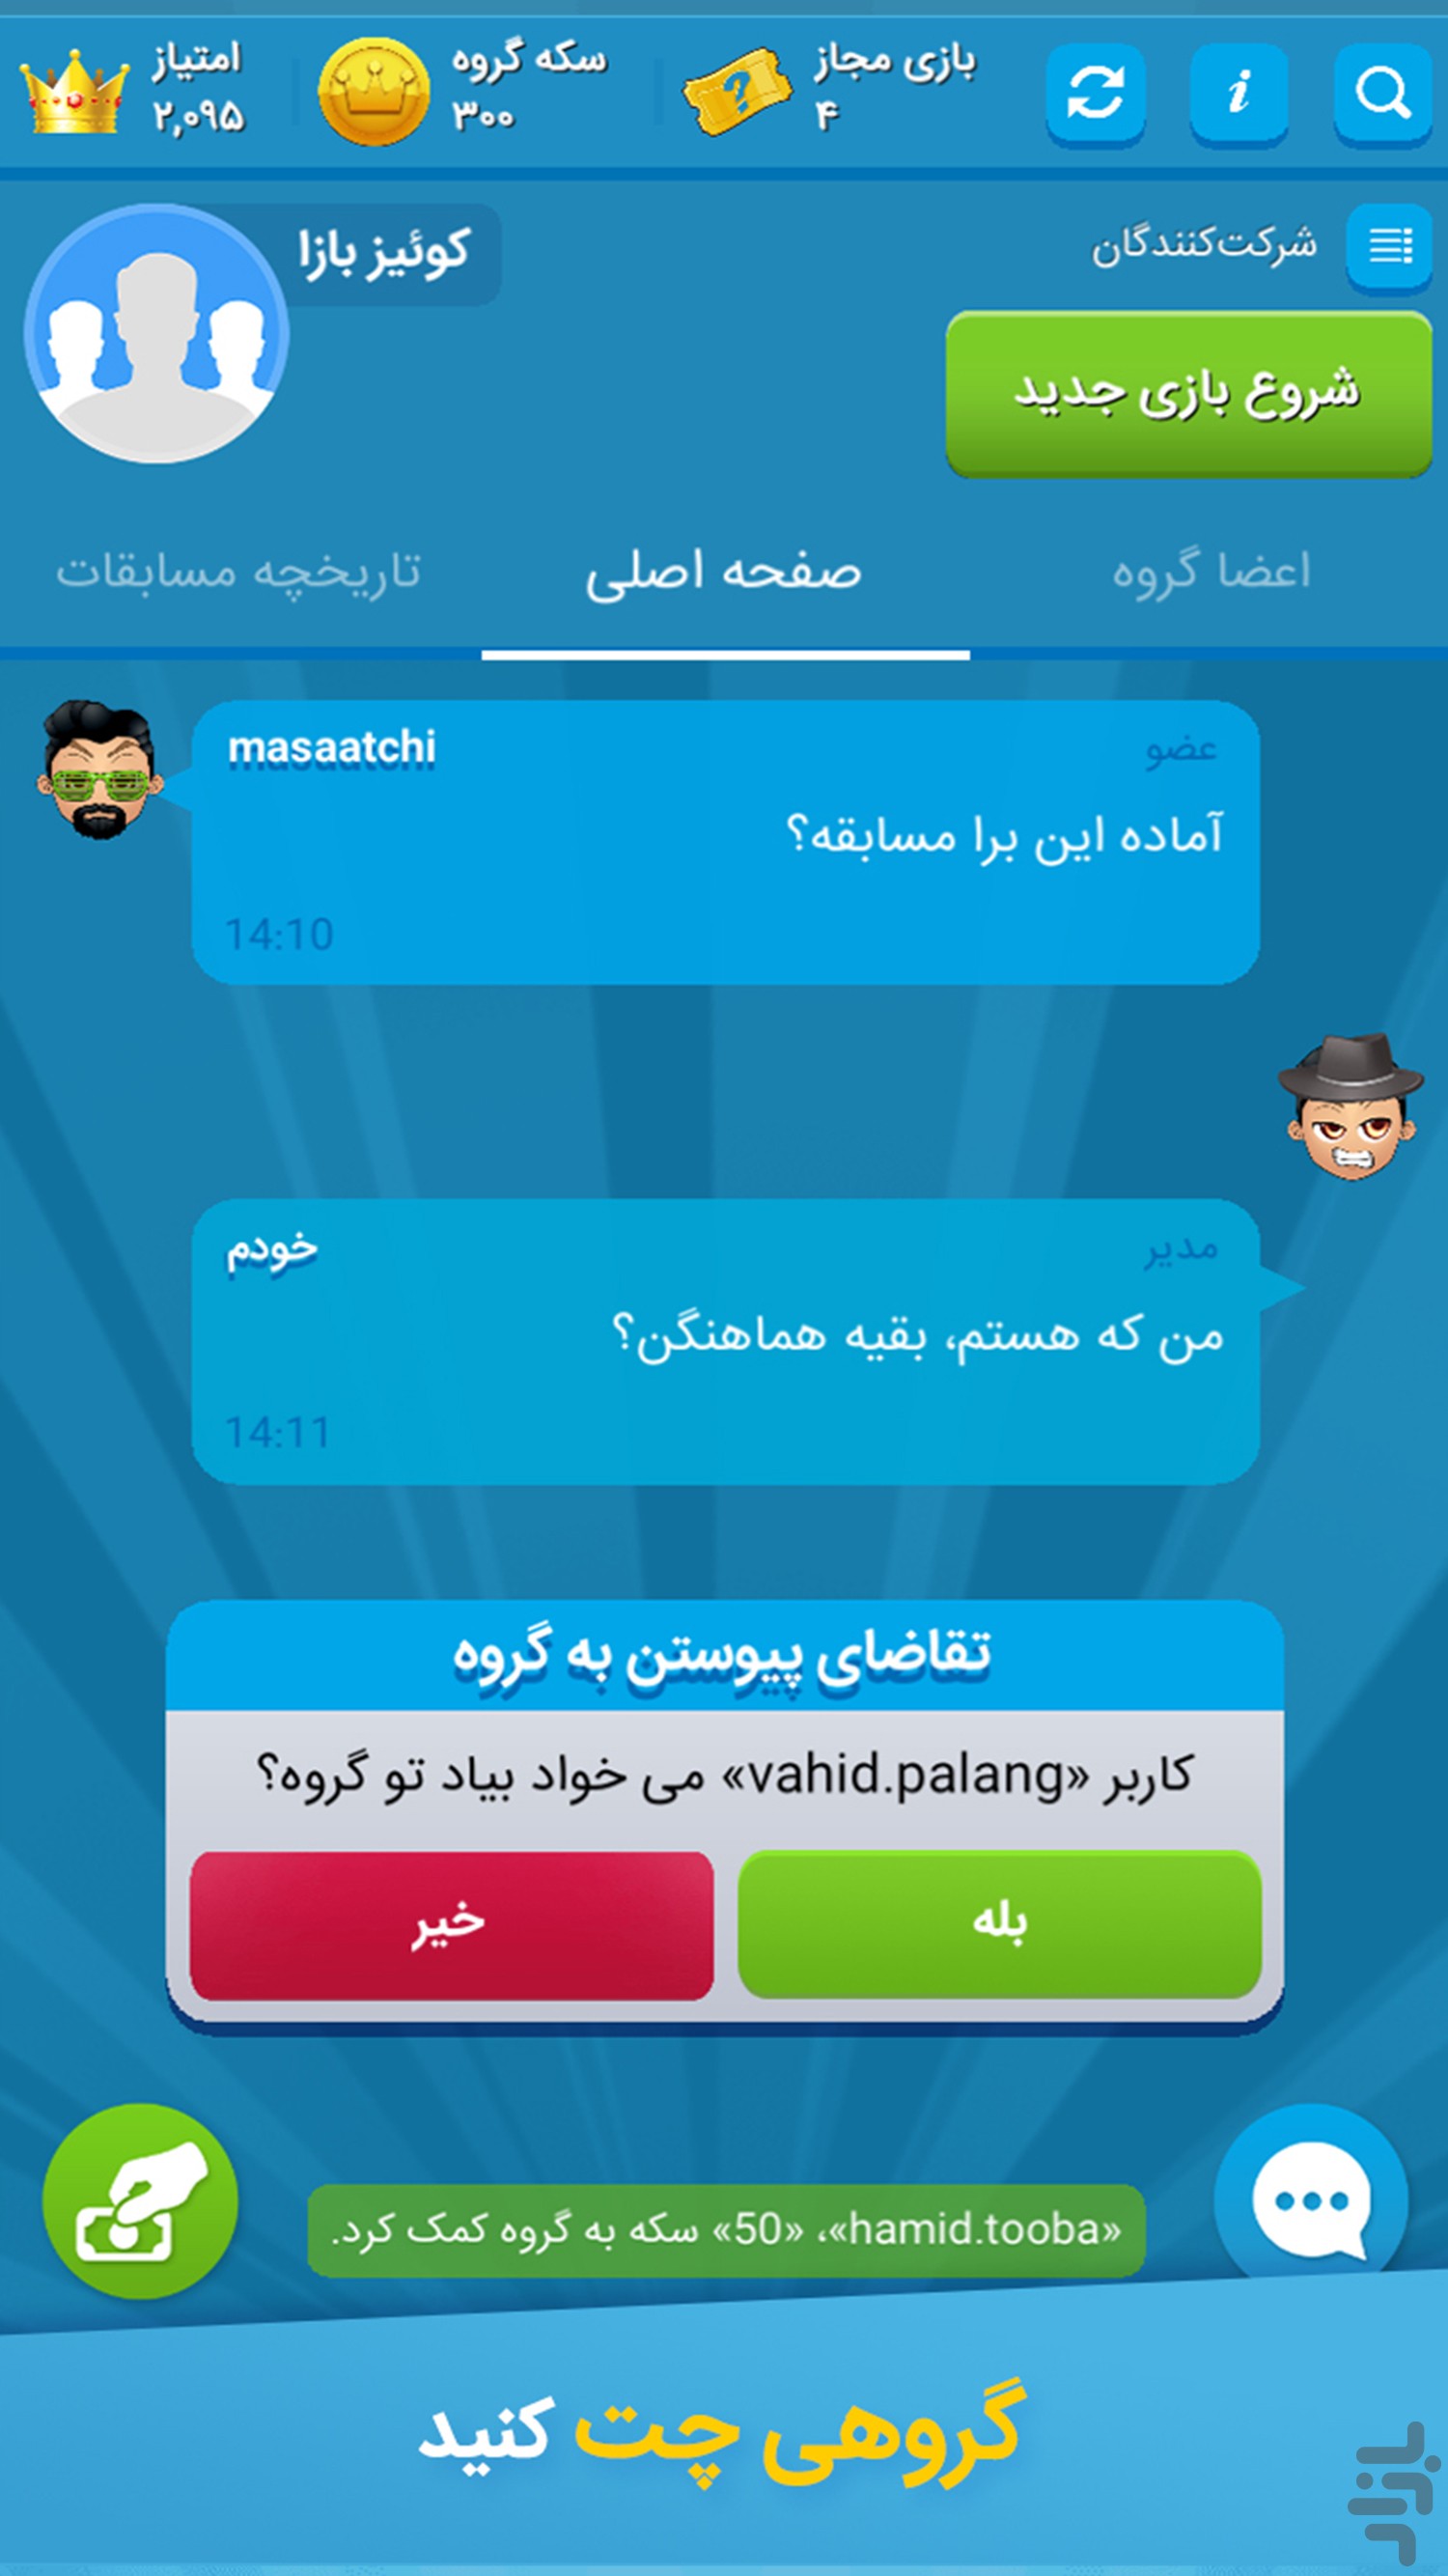 امتیاز
۲,۰۹۵
سکه گروه
۳۰۰
بازی مجاز
۴
کوئیز بازا
شرکت‌کنندگان
شروع بازی جدید
اعضا گروه
صفحه اصلی
تاریخچه مسابقات
masaatchi
عضو
آماده این برا مسابقه؟
14:10
خودم
مدیر
من که هستم، بقیه هماهنگن؟
14:11
تقاضای پیوستن به گروه
کاربر «vahid.palang» می خواد بیاد تو گروه؟
بله
خیر
«hamid.tooba»، «50» سکه به گروه کمک کرد.
گروهی چت کنید
بازار